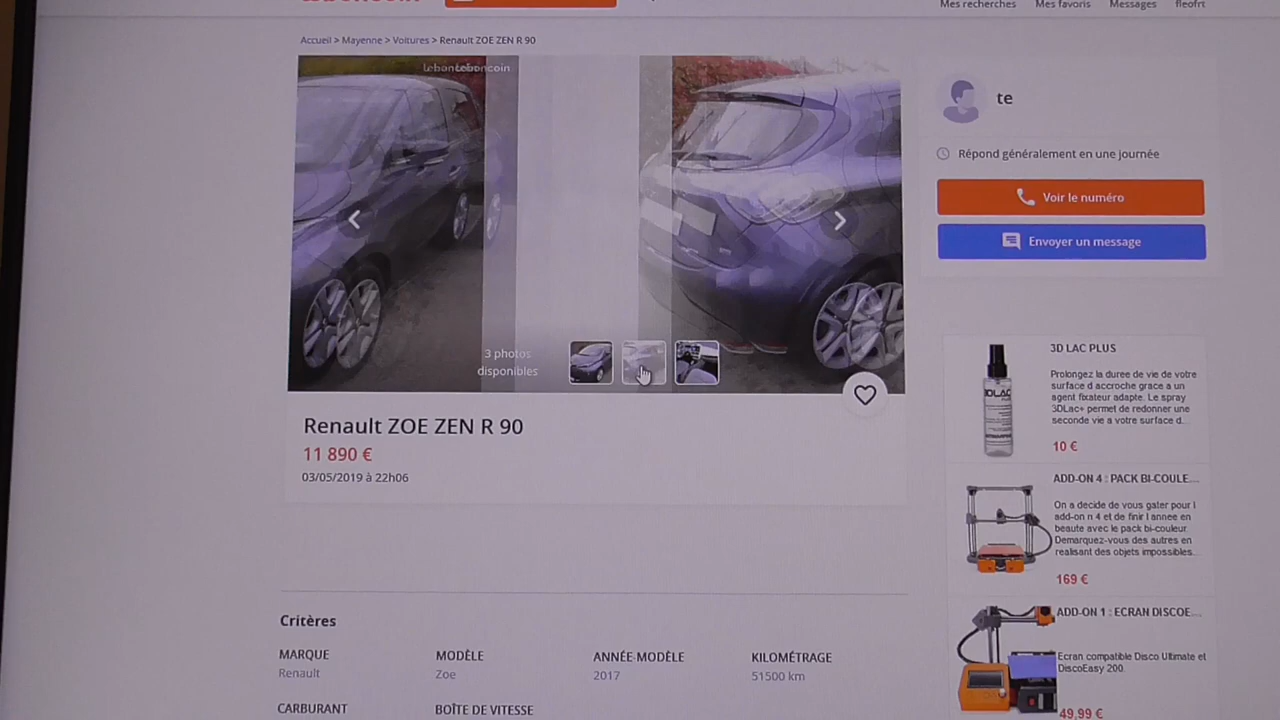 Mes recherches
Mes favoris
Messages
fleofrt
Accueil > Mayenne > Voitures > Renault ZOE ZEN R 90
leboncoin
3 photos
disponibles
Renault ZOE ZEN R 90
11 890 €
03/05/2019 à 22h06
Critères
MARQUE
Renault
MODÈLE
Zoe
ANNÉE-MODÈLE
2017
KILOMÉTRAGE
51500 km
CARBURANT
BOÎTE DE VITESSE
te
Répond généralement en une journée
Voir le numéro
Envoyer un message
3D LAC PLUS
Prolongez la duree de vie de votre
surface d accroche grace a un
agent fixateur adapte. Le spray
3DLac+ permet de redonner une
seconde vie a votre surface d...
10 €
ADD-ON 4 : PACK BI-COULE...
On a decide de vous gater pour l
add-on n 4 et de finir l annee en
beaute avec le pack bi-couleur.
Demarquez-vous des autres en
realisant des objets impossibles...
169 €
ADD-ON 1 : ECRAN DISCOE...
Ecran compatible Disco Ultimate et
DiscoEasy 200.
49,99 €